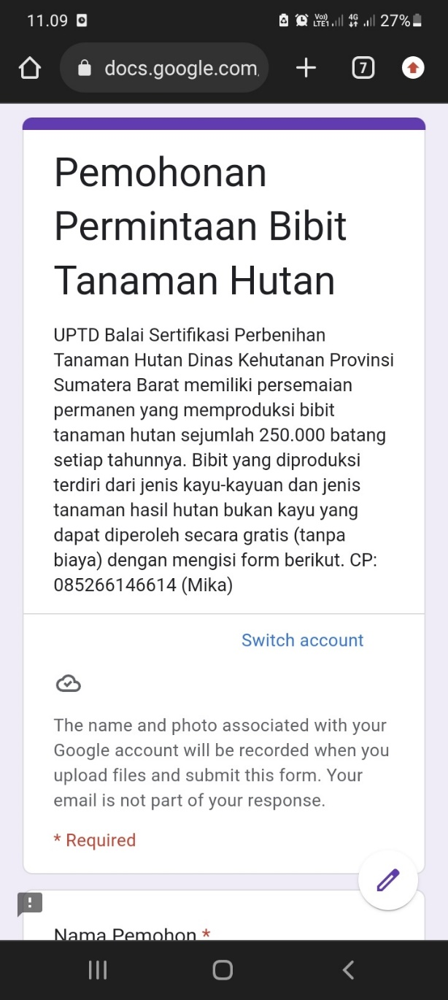 11.09
Vo)) LTE1 4G 27%
docs.google.com
7
Pemohonan
Permintaan Bibit
Tanaman Hutan
UPTD Balai Sertifikasi Perbenihan
Tanaman Hutan Dinas Kehutanan Provinsi
Sumatera Barat memiliki persemaian
permanen yang memproduksi bibit
tanaman hutan sejumlah 250.000 batang
setiap tahunnya. Bibit yang diproduksi
terdiri dari jenis kayu-kayuan dan jenis
tanaman hasil hutan bukan kayu yang
dapat diperoleh secara gratis (tanpa
biaya) dengan mengisi form berikut. CP:
085266146614 (Mika)
Switch account
The name and photo associated with your
Google account will be recorded when you
upload files and submit this form. Your
email is not part of your response.
* Required
Nama Pemohon *